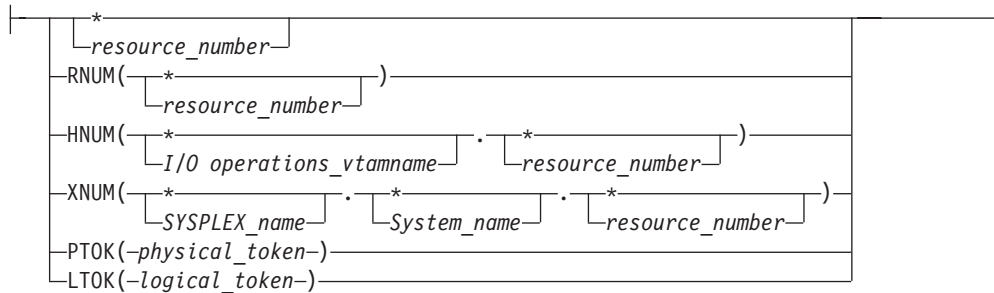 *
resource_number
RNUM( * )
resource_number
HNUM( * . * )
I/O operations_vtamname resource_number
XNUM( * . * . * )
SYSPLEX_name System_name resource_number
PTOK(physical_token)
LTOK(logical_token)